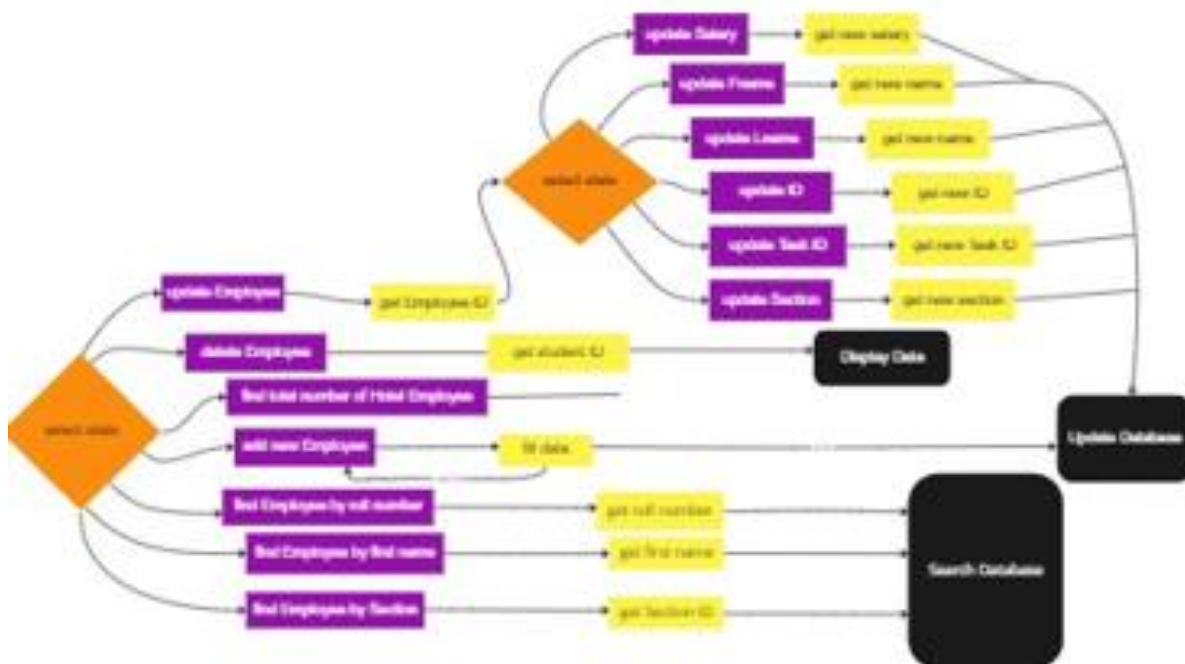 update Salary
get new salary
update Fname
get new name
update Lname
get new name
select state
update ID
get new ID
update Task ID
get new Task ID
update Section
get new section
update Employee
get Employee ID
delete Employee
get student ID
Display Data
find total number of Hotel Employee
select state
add new Employee
fill data
Update Database
find Employee by roll number
get roll number
find Employee by first name
get first name
Search Database
find Employee by Section
get Section ID